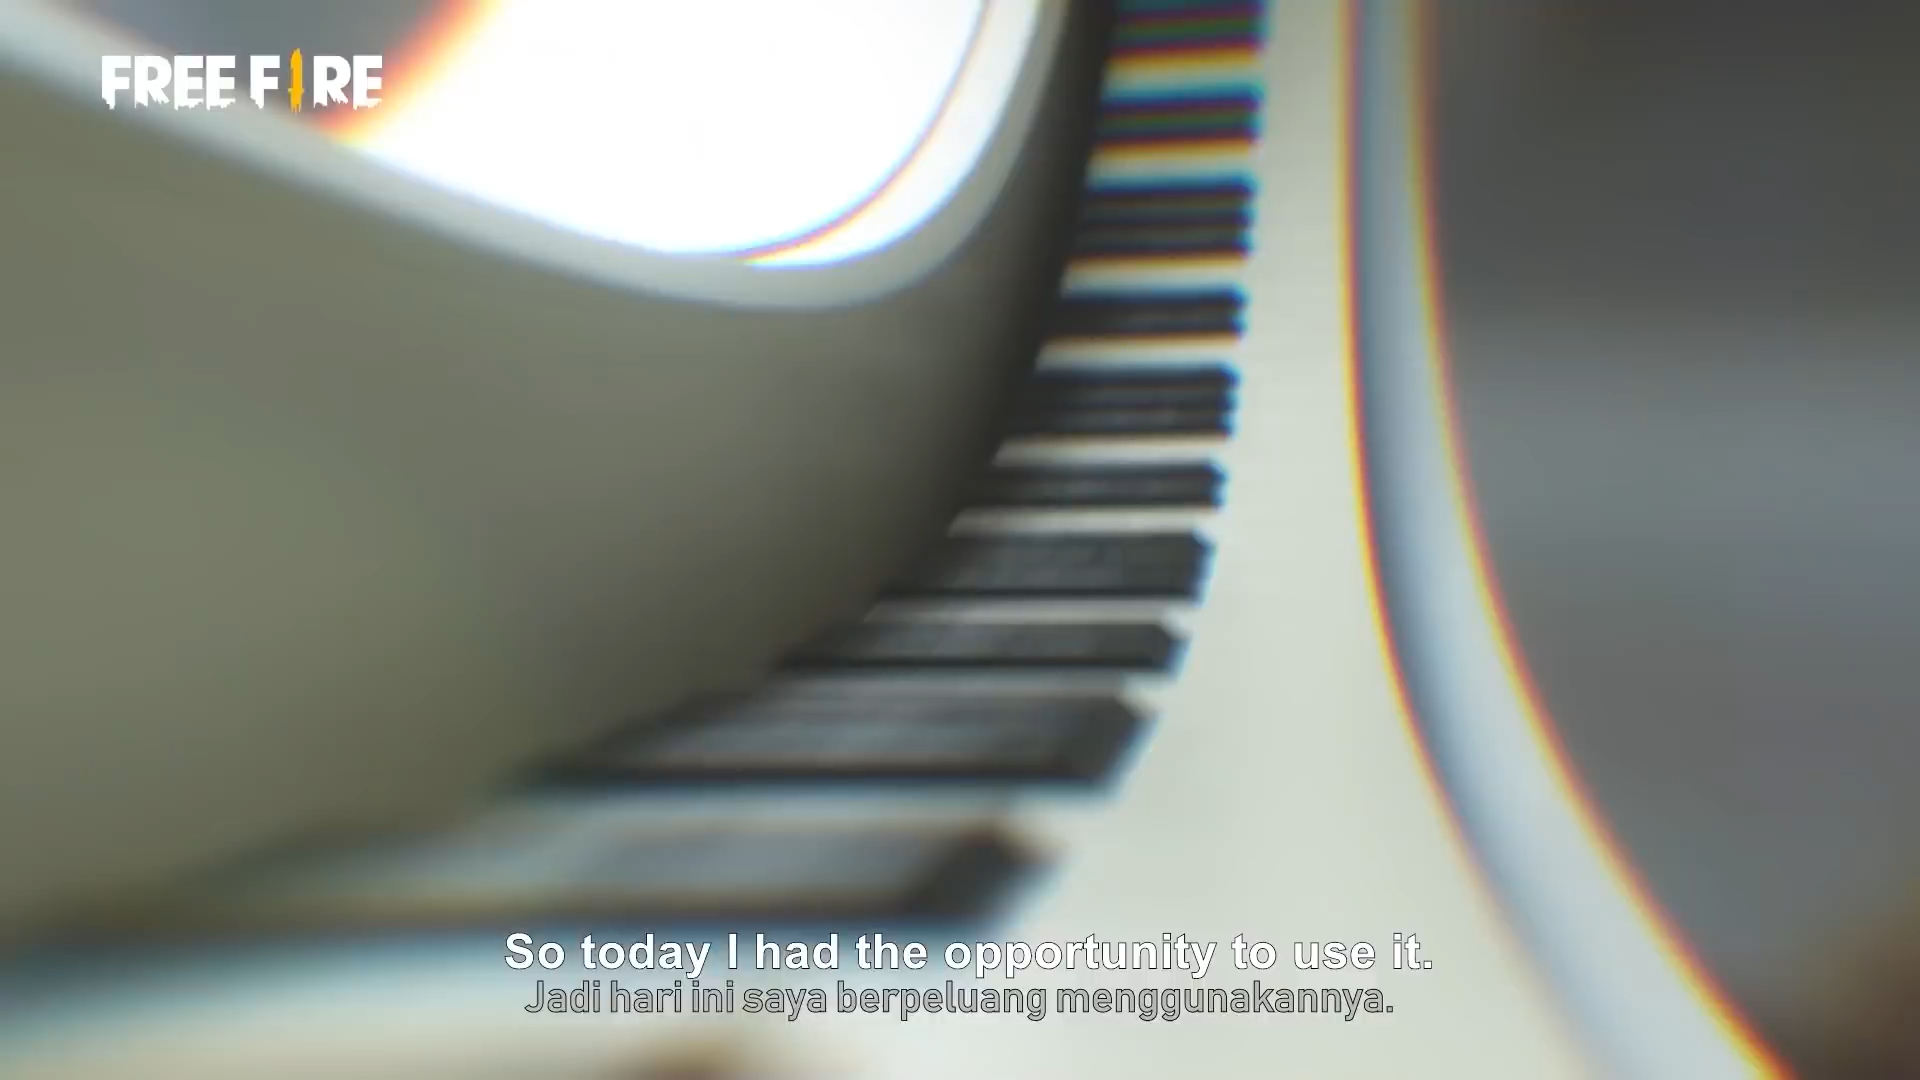 FREE FIRE
So today I had the opportunity to use it.
Jadi hari ini saya berpeluang menggunakannya.